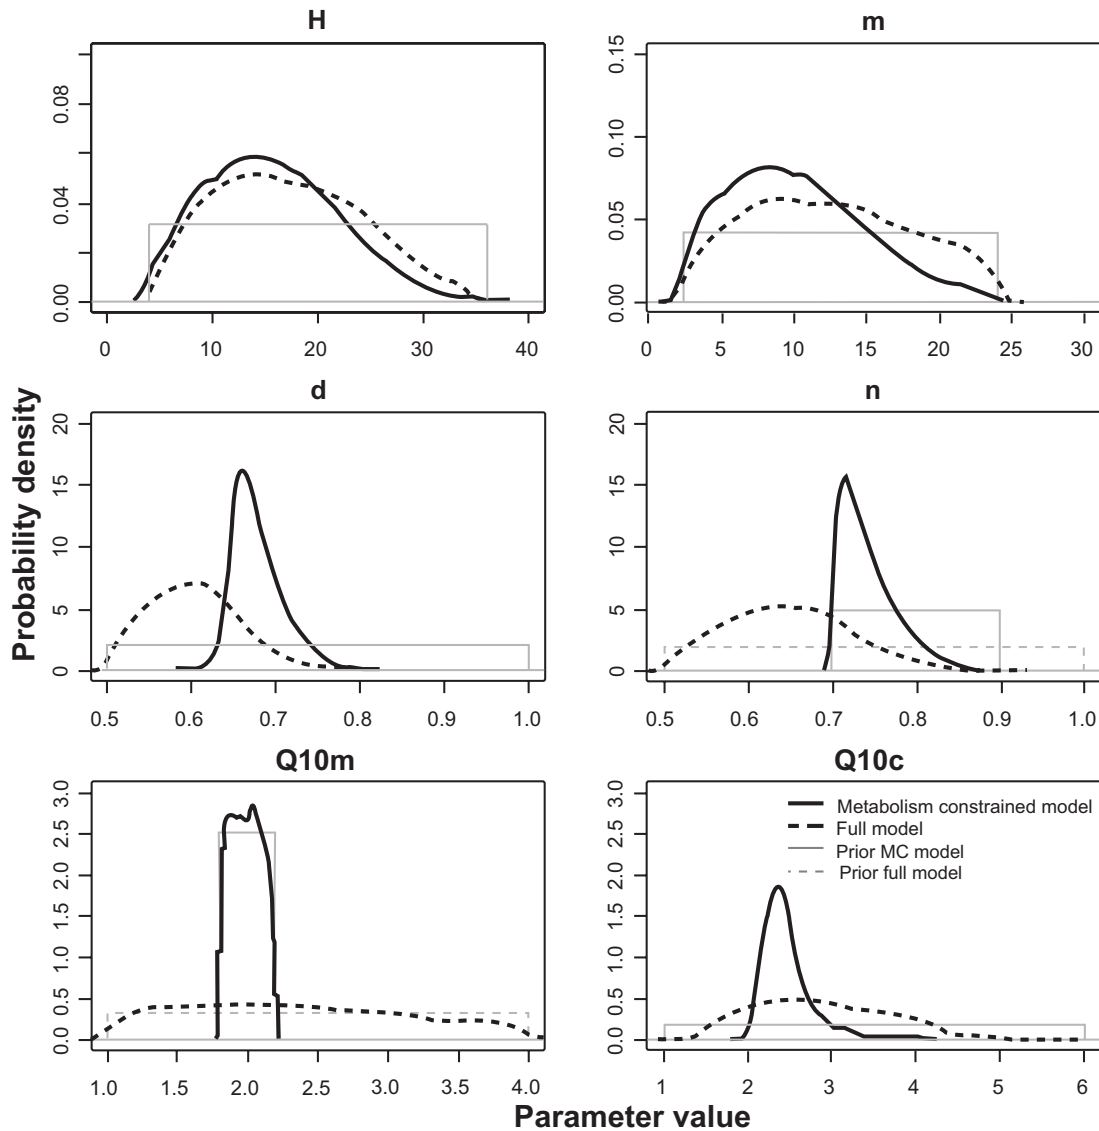 H
m
0.08
0.04
0.00
0 10 20 30 40
0.15
0.10
0.05
0.00
0 5 10 15 20 25 30
d
n
20
15
10
5
0
0.5 0.6 0.7 0.8 0.9 1.0
20
15
10
5
0
0.5 0.6 0.7 0.8 0.9 1.0
Probability density
Q10m
Q10c
3.0
2.5
2.0
1.5
1.0
0.5
0.0
1.0 1.5 2.0 2.5 3.0 3.5 4.0
3.0
2.5
2.0
1.5
1.0
0.5
0.0
1 2 3 4 5 6
Metabolism constrained model
Full model
Prior MC model
Prior full model
Parameter value